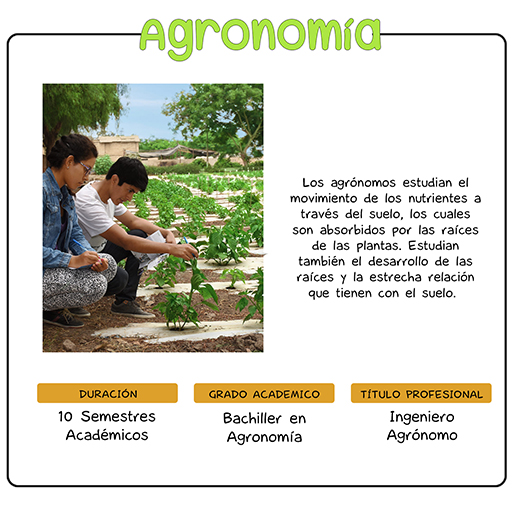 Agronomía
Los agrónomos estudian el
movimiento de los nutrientes a
través del suelo, los cuales
son absorbidos por las raíces
de las plantas. Estudian
también el desarrollo de las
raíces y la estrecha relación
que tienen con el suelo.
DURACIÓN
10 Semestres
Académicos
GRADO ACADEMICO
Bachiller en
Agronomía
TÍTULO PROFESIONAL
Ingeniero
Agrónomo